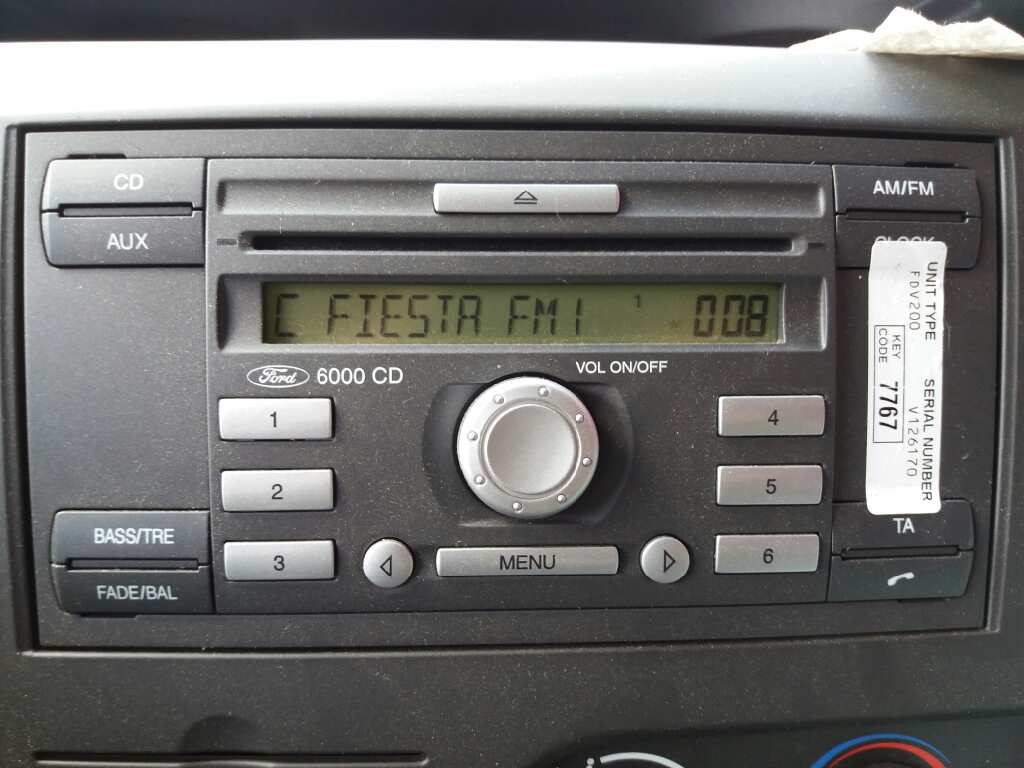 CD
AM/FM
AUX
CLOCK
C FIESTA FM1 1 * 008
Ford 6000 CD
VOL ON/OFF
1
4
2
5
3
6
BASS/TRE
FADE/BAL
MENU
TA
UNIT TYPE SERIAL NUMBER
FDV200 V126170
KEY
CODE 7767